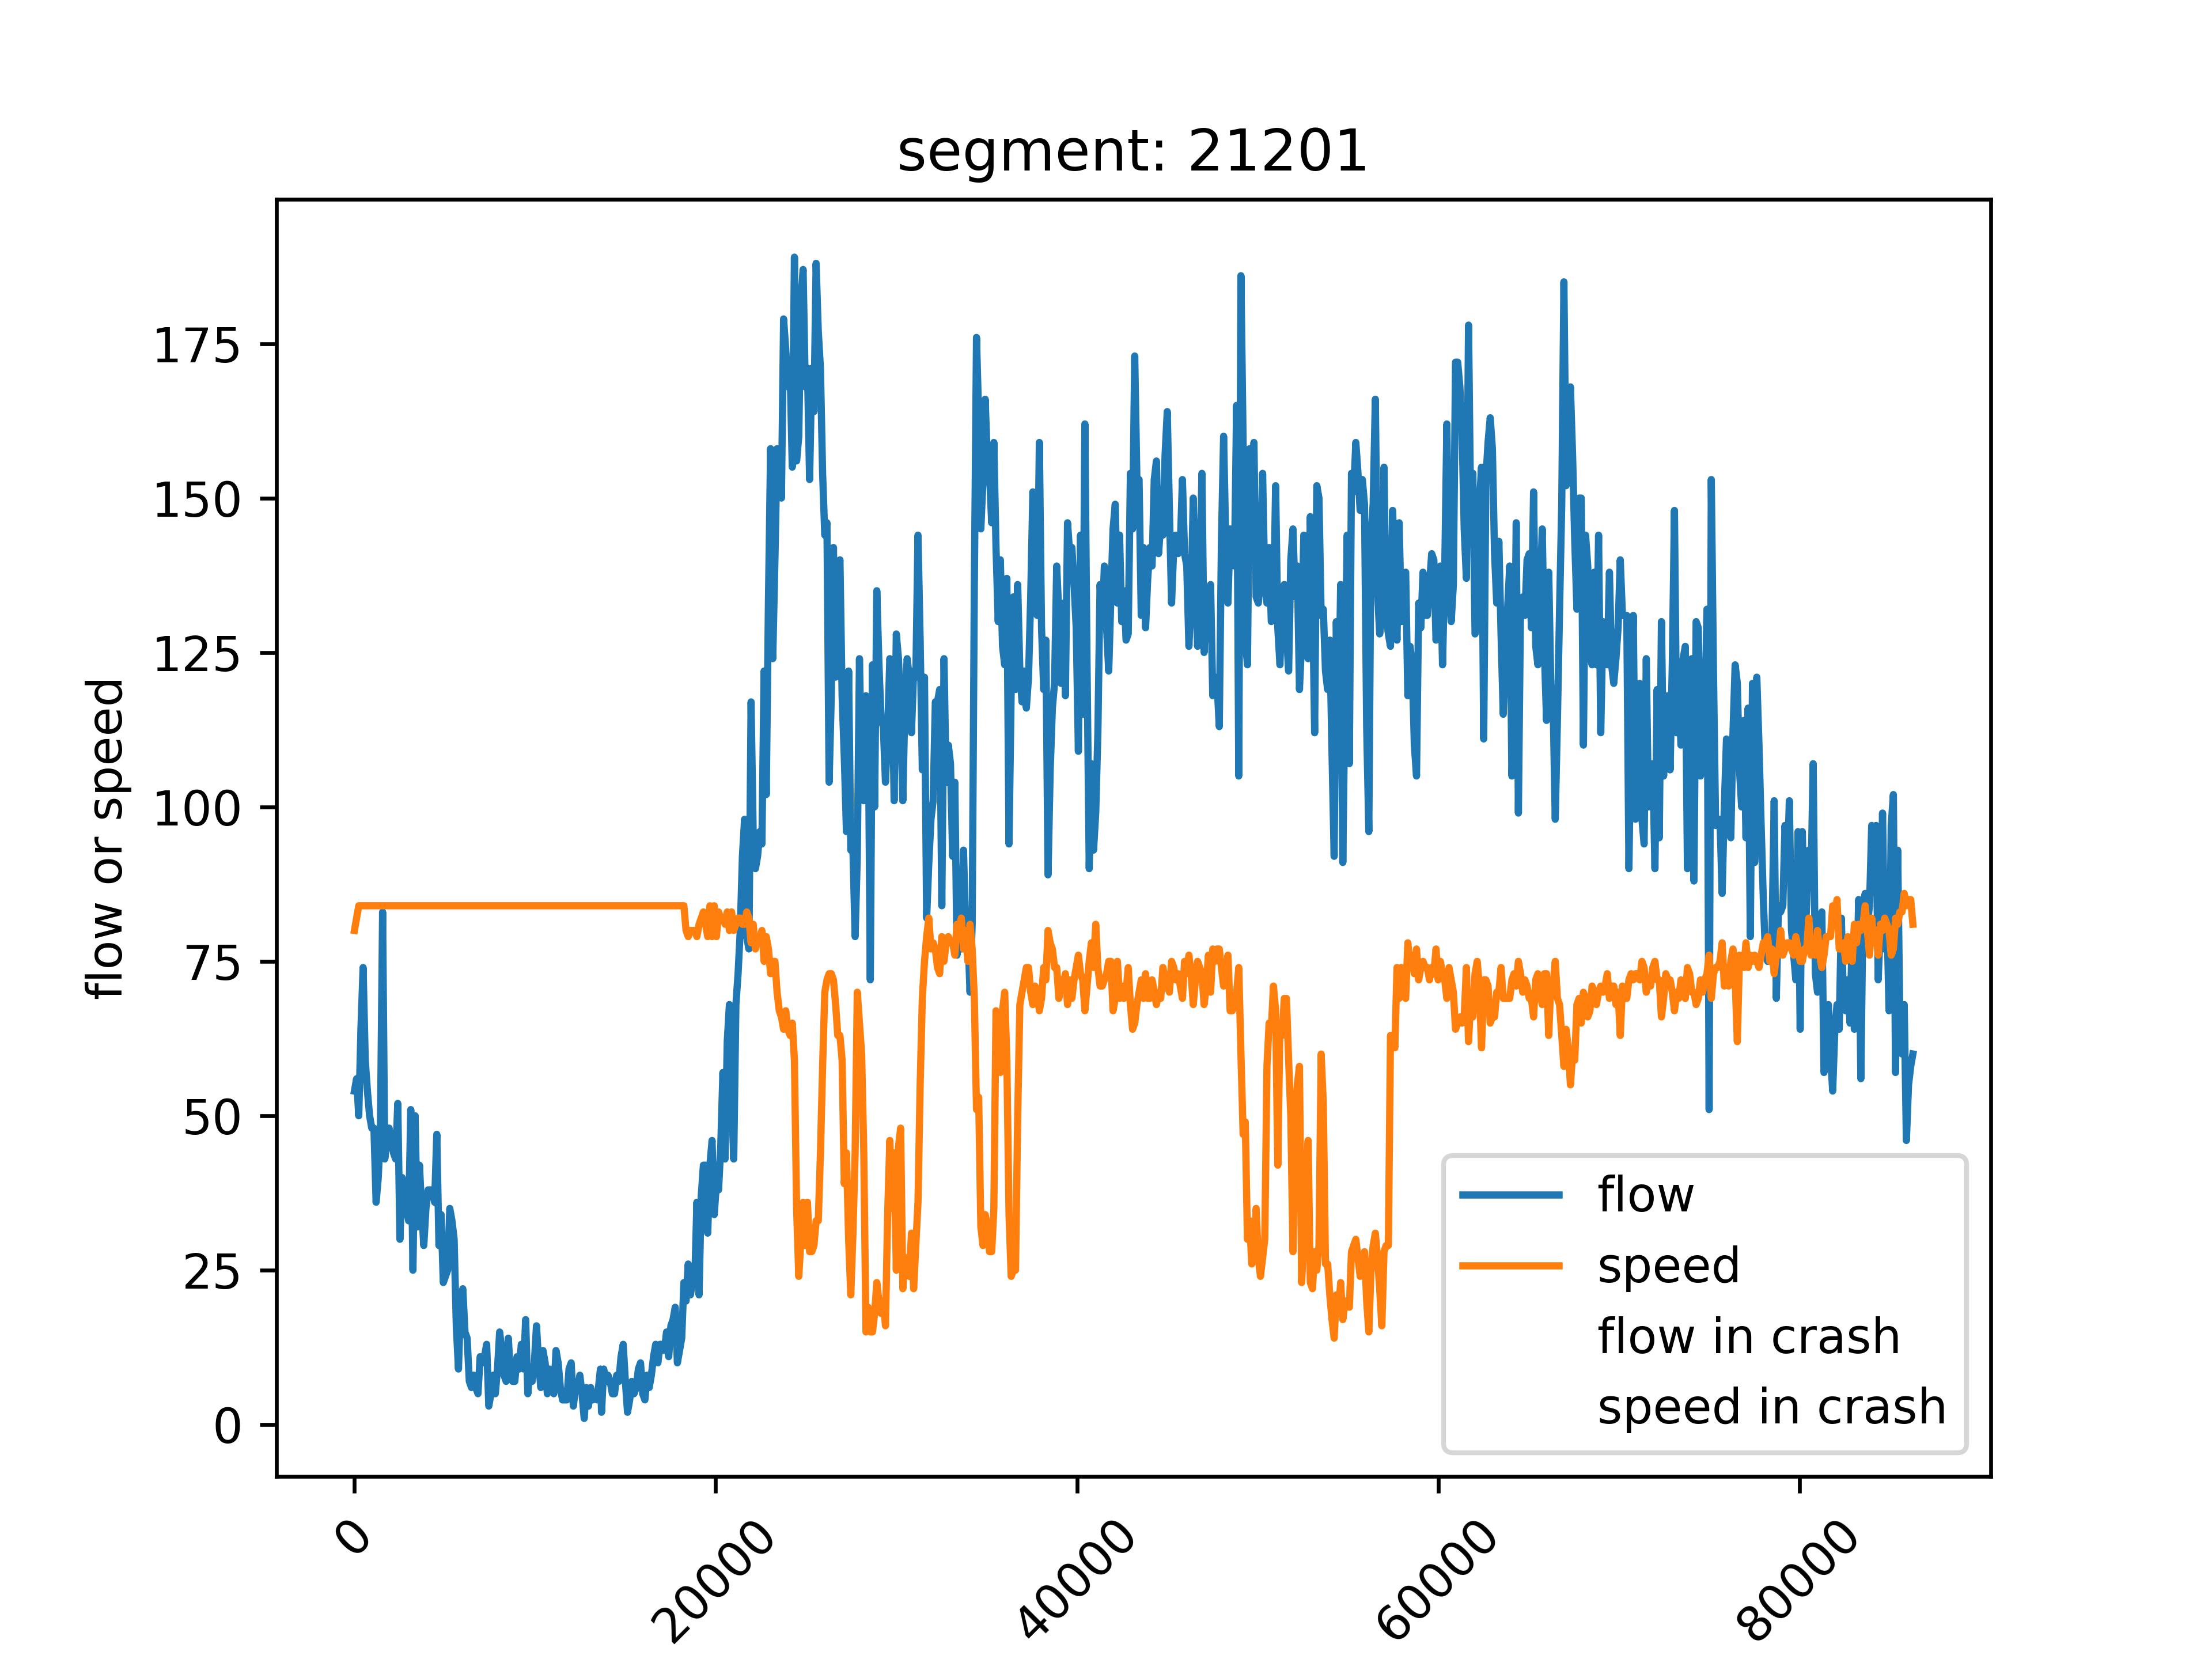 segment: 21201
flow or speed
175
150
125
100
75
50
25
0
flow
speed
flow in crash
speed in crash
0
20000
40000
60000
80000